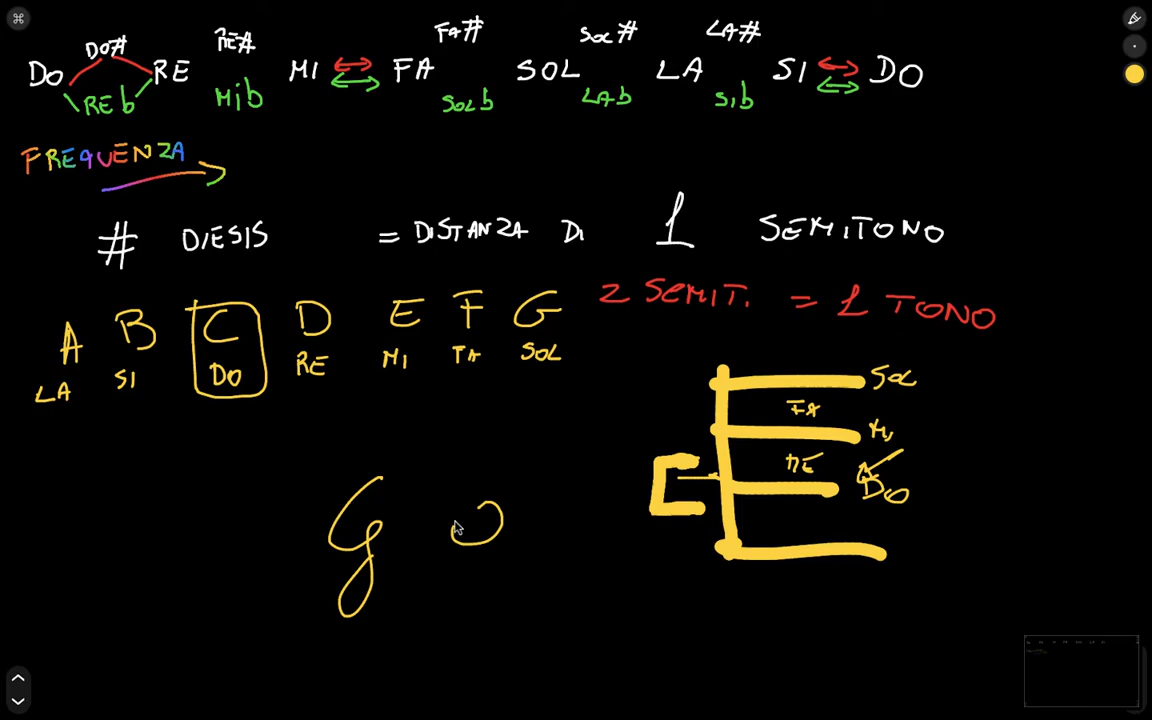 DO# RE# FA# SOL# LA#
DO RE MI FA SOL LA SI DO
REb MIb SOLb LAb SIb
FREQUENZA
# DIESIS = DISTANZA DI 1 SEMITONO
2 SEMIT. = 1 TONO
A B C D E F G
LA SI DO RE MI FA SOL
SOL
FA
MI
RE
DO
G